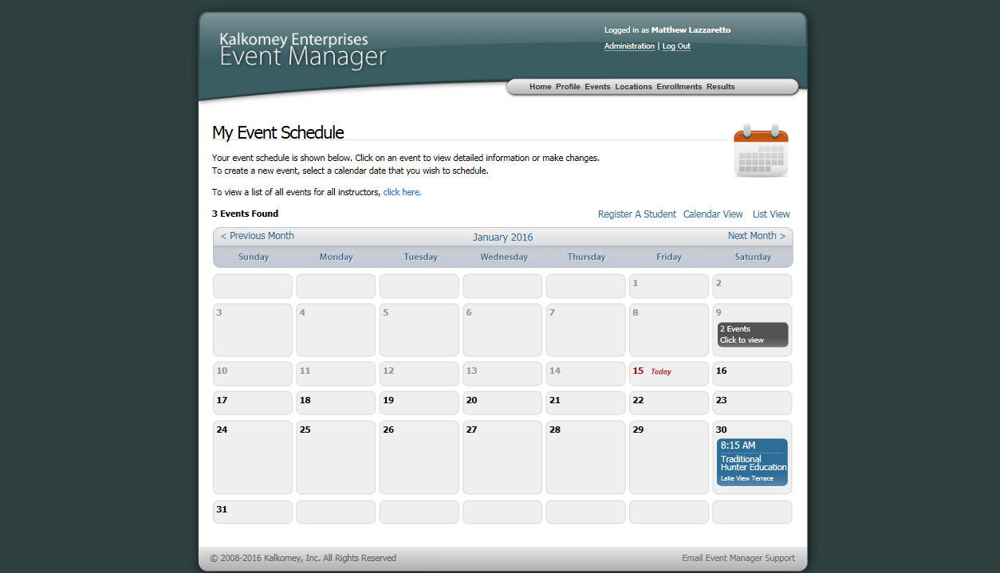 Kalkomey Enterprises
Event Manager
Logged in as Matthew Lazzaretto
Administration | Log Out
Home Profile Events Locations Enrollments Results
My Event Schedule
Your event schedule is shown below. Click on an event to view detailed information or make changes.
To create a new event, select a calendar date that you wish to schedule.
To view a list of all events for all instructors, click here.
3 Events Found
Register A Student Calendar View List View
< Previous Month January 2016 Next Month >
Sunday Monday Tuesday Wednesday Thursday Friday Saturday
1 2
3 4 5 6 7 8 9
2 Events
Click to view
10 11 12 13 14 15 Today 16
17 18 19 20 21 22 23
24 25 26 27 28 29 30
8:15 AM
Traditional
Hunter Education
Lake View Terrace
31
© 2008-2016 Kalkomey, Inc. All Rights Reserved Email Event Manager Support